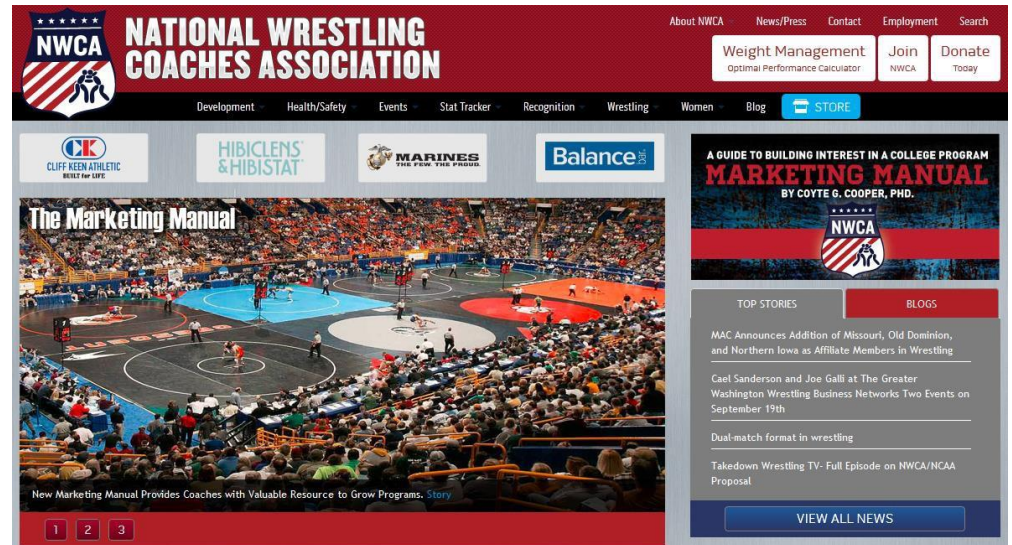 About NWCA
News/Press
Contact
Employment
Search
NWCA
NATIONAL WRESTLING
COACHES ASSOCIATION
Weight Management
Optimal Performance Calculator
Join
NWCA
Donate
Today
Development
Health/Safety
Events
Stat Tracker
Recognition
Wrestling
Women
Blog
STORE
CK
CLIFF KEEN ATHLETIC
BUILT for LIFE
HIBICLENS
& HIBISTAT
MARINES
THE FEW. THE PROUD.
Balance
The Marketing Manual
New Marketing Manual Provides Coaches with Valuable Resource to Grow Programs. Story
1 2 3
A GUIDE TO BUILDING INTEREST IN A COLLEGE PROGRAM
MARKETING MANUAL
BY COYTE G. COOPER, PHD.
NWCA
TOP STORIES
BLOGS
MAC Announces Addition of Missouri, Old Dominion,
and Northern Iowa as Affiliate Members in Wrestling
Cael Sanderson and Joe Galli at The Greater
Washington Wrestling Business Networks Two Events on
September 19th
Dual-match format in wrestling
Takedown Wrestling TV- Full Episode on NWCA/NCAA
Proposal
VIEW ALL NEWS